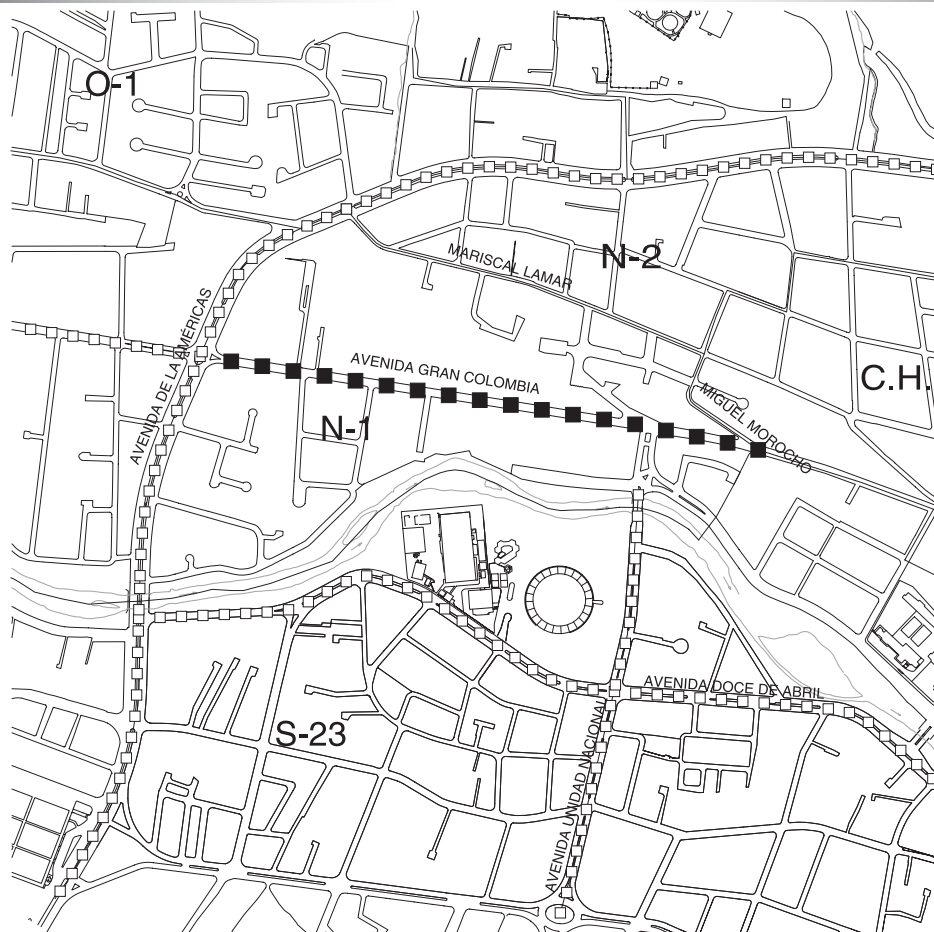 O-1
MARISCAL LAMAR
N-2
AVENIDA DE LA AMÉRICAS
AVENIDA GRAN COLOMBIA
C.H.
MIGUEL MOROCHO
N-1
AVENIDA DOCE DE ABRIL
S-23
AVENIDA UNIDAD NACIONAL